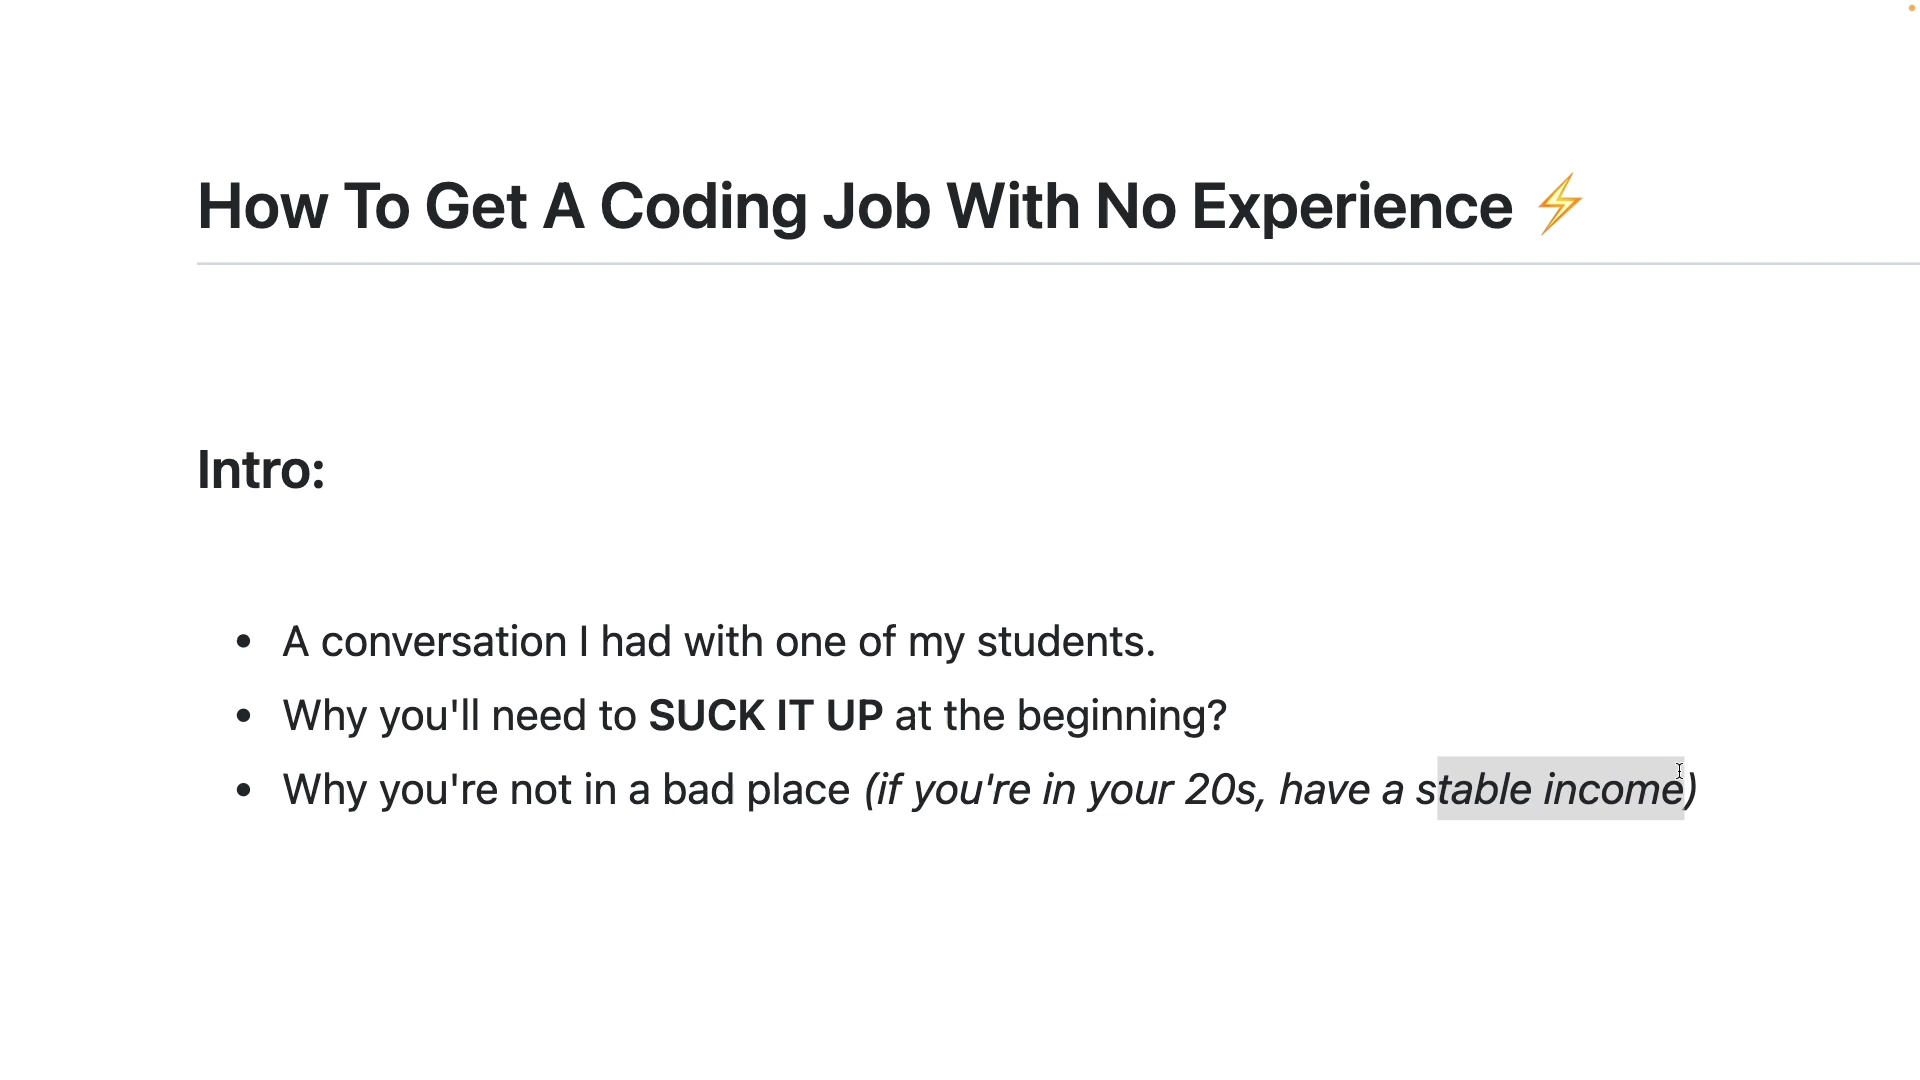 How To Get A Coding Job With No Experience ⚡
Intro:
• A conversation I had with one of my students.
• Why you'll need to SUCK IT UP at the beginning?
• Why you're not in a bad place (if you're in your 20s, have a stable income)